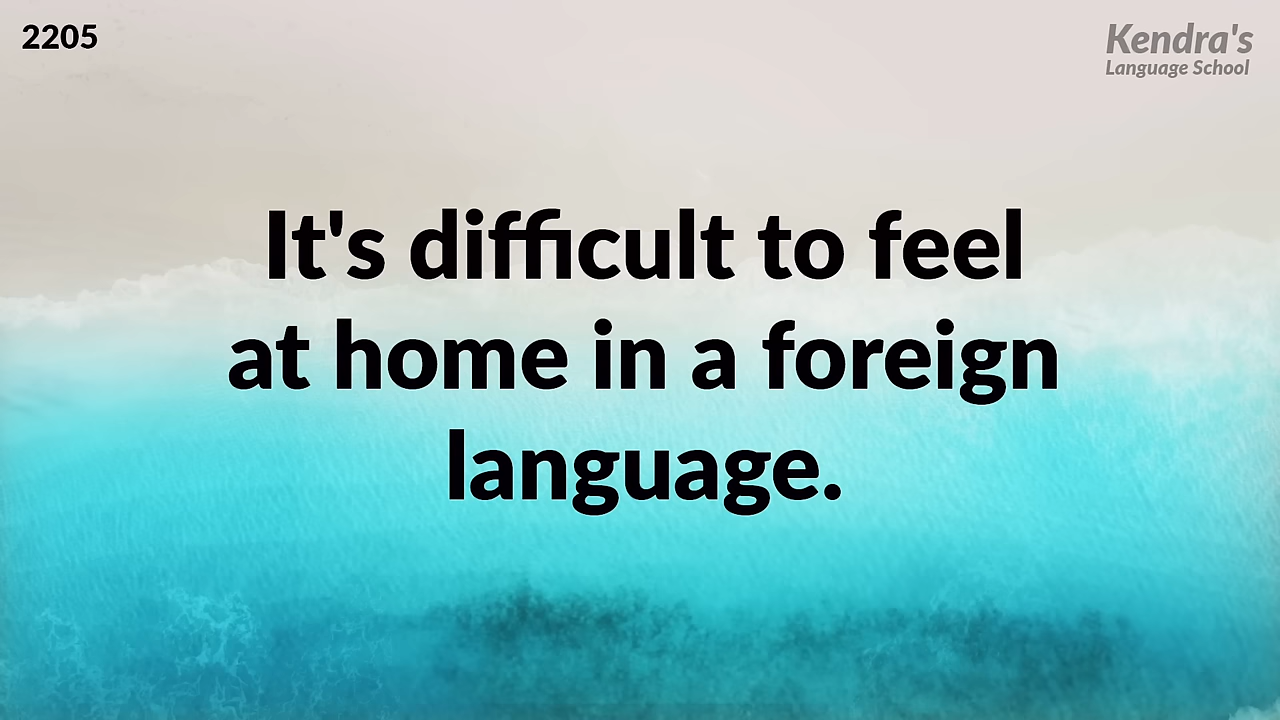 2205
Kendra's
Language School
It's difficult to feel
at home in a foreign
language.